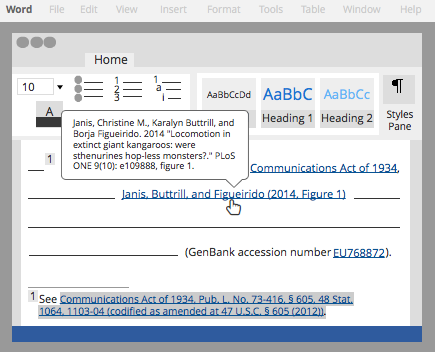 Word File Edit View Insert Format Tools Table Window Help
Home
10
1
2
3
1
a
i
A
AaBbCcDd
AaBbC
Heading 1
AaBbCc
Heading 2
¶
Styles
Pane
Janis, Christine M., Karalyn Buttrill, and
Borja Figueirido. 2014 "Locomotion in
extinct giant kangaroos: were
sthenurines hop-less monsters?." PLoS
ONE 9(10): e109888, figure 1.
1 Communications Act of 1934,
Janis, Buttrill, and Figueirido (2014, Figure 1)
(GenBank accession number EU768872).
1 See Communications Act of 1934, Pub. L. No. 73-416, § 605, 48 Stat.
1064, 1103-04 (codified as amended at 47 U.S.C. § 605 (2012)).